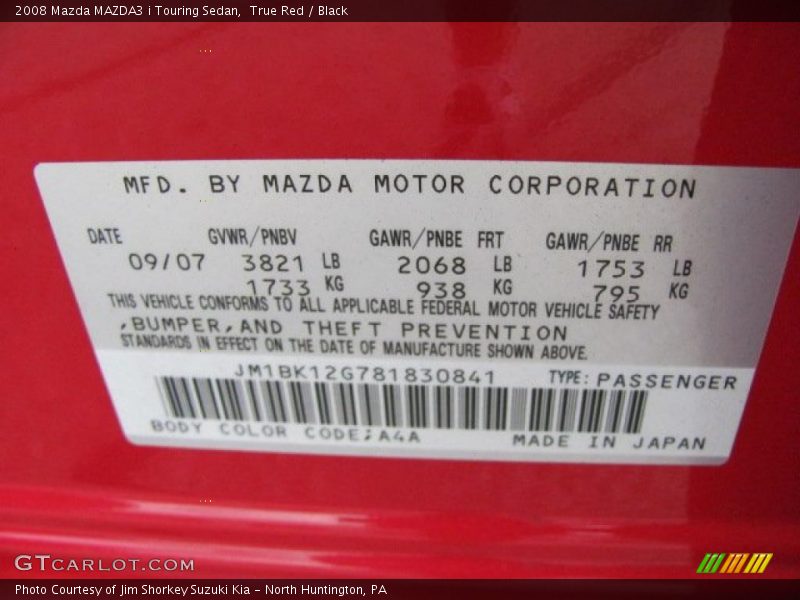 2008 Mazda MAZDA3 i Touring Sedan,  True Red / Black
MFD. BY MAZDA MOTOR CORPORATION
DATE GVWR/PNBV GAWR/PNBE FRT GAWR/PNBE RR
09/07 3821 LB 2068 LB 1753 LB
1733 KG 938 KG 795 KG
THIS VEHICLE CONFORMS TO ALL APPLICABLE FEDERAL MOTOR VEHICLE SAFETY
,BUMPER,AND THEFT PREVENTION
STANDARDS IN EFFECT ON THE DATE OF MANUFACTURE SHOWN ABOVE.
JM1BK12G781830841 TYPE: PASSENGER
BODY COLOR CODE;A4A MADE IN JAPAN
GTCARLOT.COM
Photo Courtesy of Jim Shorkey Suzuki Kia - North Huntington, PA